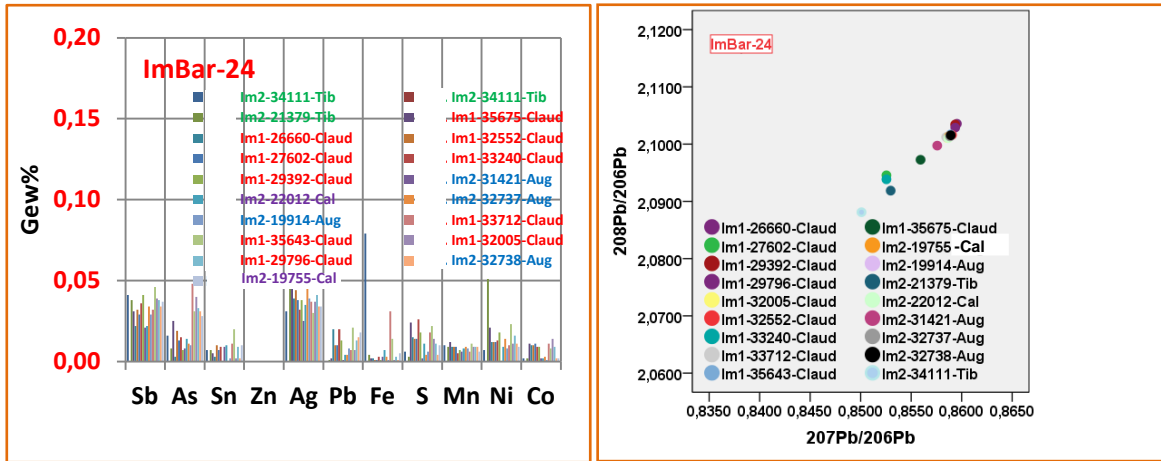 0,20
0,15
0,10
0,05
0,00
Gew%
ImBar-24
Im2-34111-Tib
Im2-21379-Tib
Im1-26660-Claud
Im1-27602-Claud
Im1-29392-Claud
Im2-22012-Cal
Im2-19914-Aug
Im1-35643-Claud
Im1-29796-Claud
Im2-19755-Cal
. Im2-34111-Tib
. Im1-35675-Claud
. Im1-32552-Claud
. Im1-33240-Claud
. Im2-31421-Aug
. Im2-32737-Aug
. Im1-33712-Claud
. Im1-32005-Claud
. Im2-32738-Aug
Sb As Sn Zn Ag Pb Fe S Mn Ni Co
2,1200
2,1100
2,1000
2,0900
2,0800
2,0700
2,0600
208Pb/206Pb
ImBar-24
Im1-26660-Claud
Im1-27602-Claud
Im1-29392-Claud
Im1-29796-Claud
Im1-32005-Claud
Im1-32552-Claud
Im1-33240-Claud
Im1-33712-Claud
Im1-35643-Claud
Im1-35675-Claud
Im2-19755 -Cal
Im2-19914-Aug
Im2-21379-Tib
Im2-22012-Cal
Im2-31421-Aug
Im2-32737-Aug
Im2-32738-Aug
Im2-34111-Tib
0,8350 0,8400 0,8450 0,8500 0,8550 0,8600 0,8650
207Pb/206Pb